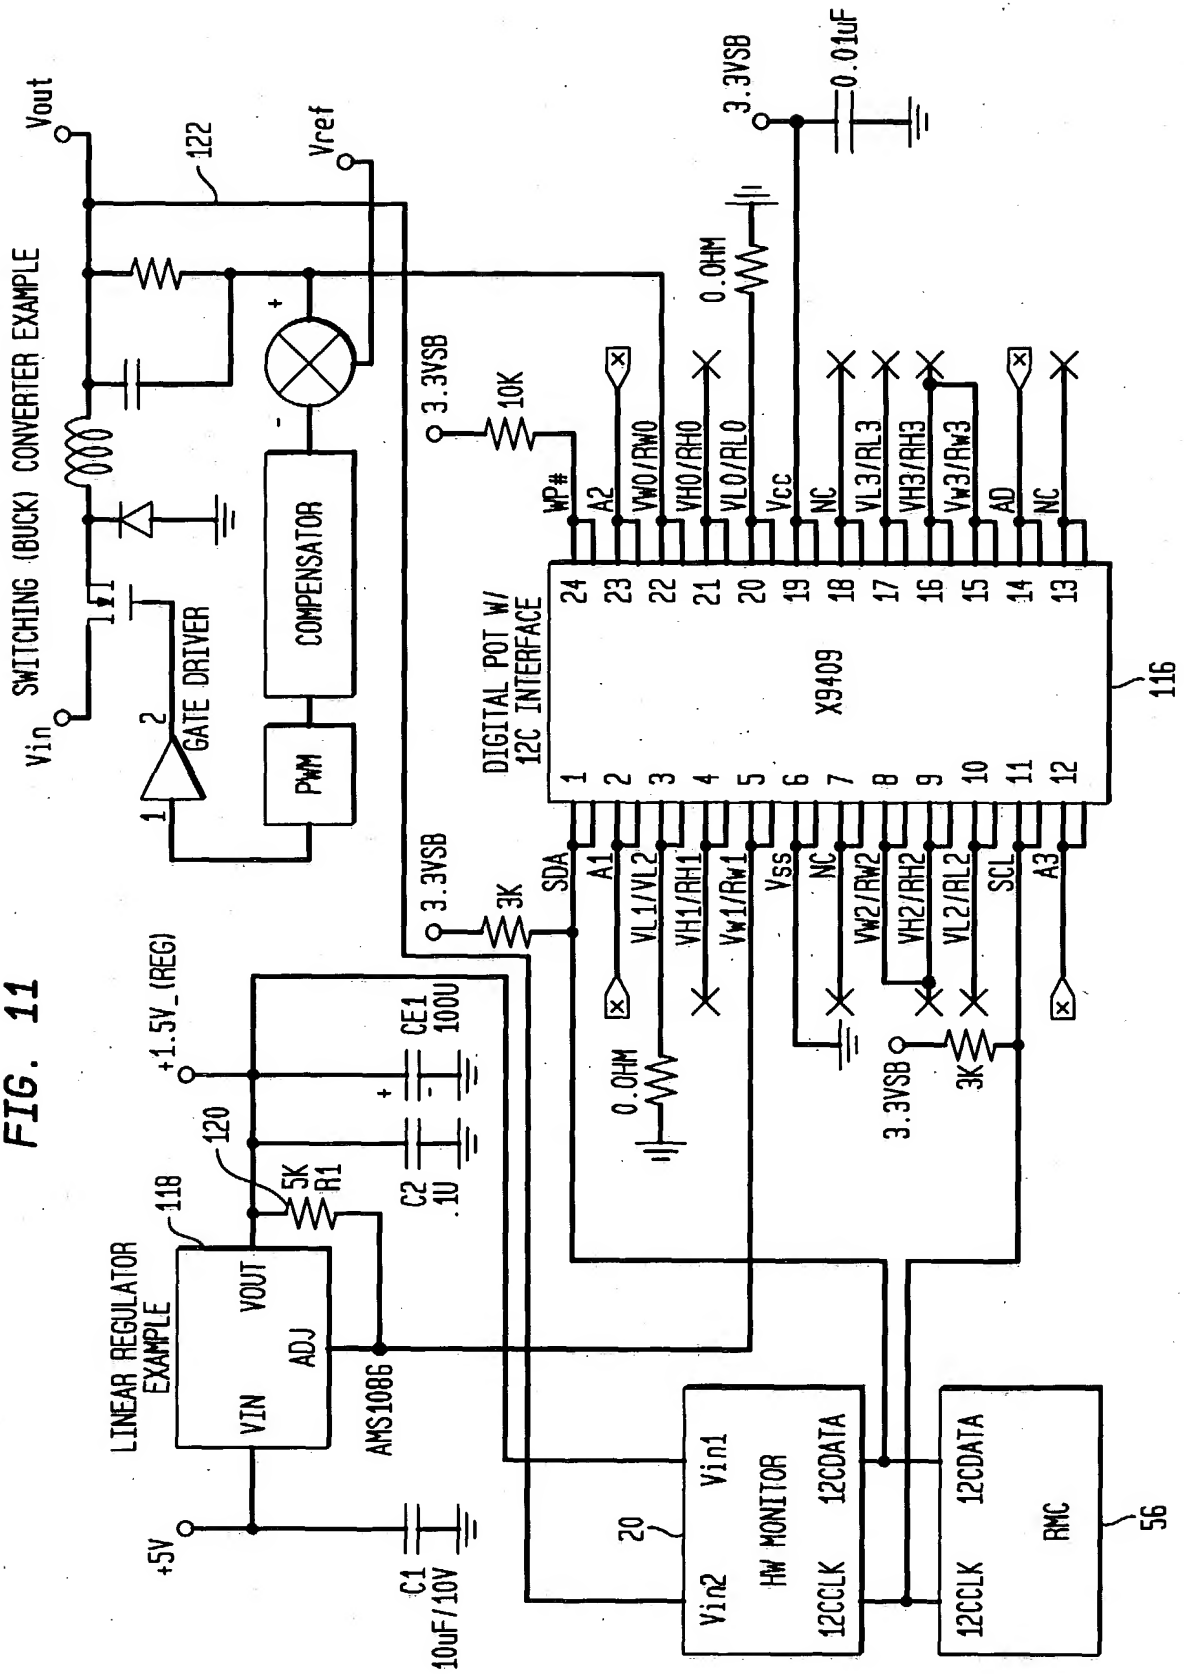 FIG. 11
LINEAR REGULATOR
EXAMPLE
118
VIN
VOUT
ADJ
AMS1086
+5V
C1
10uF/10V
120
5K
R1
+1.5V_(REG)
C2
.1U
+
-
CE1
100U
SWITCHING (BUCK) CONVERTER EXAMPLE
Vin
Vout
1
2
GATE DRIVER
PWM
COMPENSATOR
-
+
Vref
122
HW MONITOR
20
Vin2
Vin1
12CCLK
12CDATA
RMC
56
12CCLK
12CDATA
DIGITAL POT W/
12C INTERFACE
X9409
116
3.3VSB
3K
3.3VSB
10K
0.0HM
0.0HM
3.3VSB
3K
3.3VSB
0.01uF
SDA
1
24
WP#
X
A1
2
23
A2
X
VL1/VL2
3
22
VW0/RW0
VH1/RH1
4
21
VH0/RH0
Vw1/Rw1
5
20
VL0/RL0
Vss
6
19
Vcc
NC
7
18
NC
VW2/RW2
8
17
VL3/RL3
VH2/RH2
9
16
VH3/RH3
VL2/RL2
10
15
Vw3/Rw3
SCL
11
14
AD
X
X
A3
12
13
NC